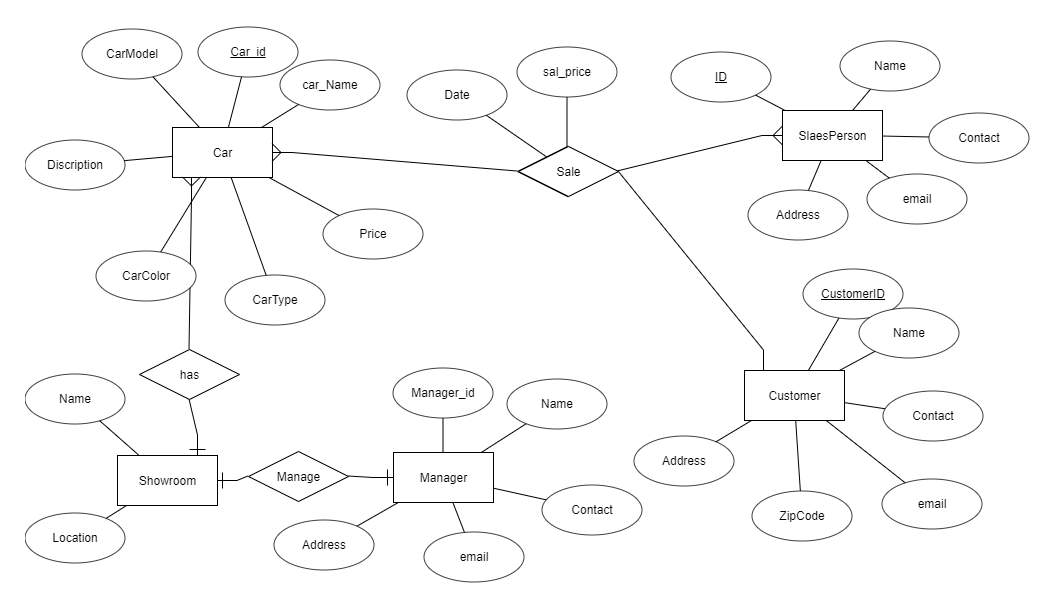 CarModel
Car_id
car_Name
Discription
Car
CarColor
CarType
Price
Date
sal_price
Sale
ID
Name
SlaesPerson
Contact
Address
email
CustomerID
Name
Customer
Contact
Address
ZipCode
email
has
Name
Showroom
Location
Manage
Manager_id
Name
Manager
Contact
Address
email